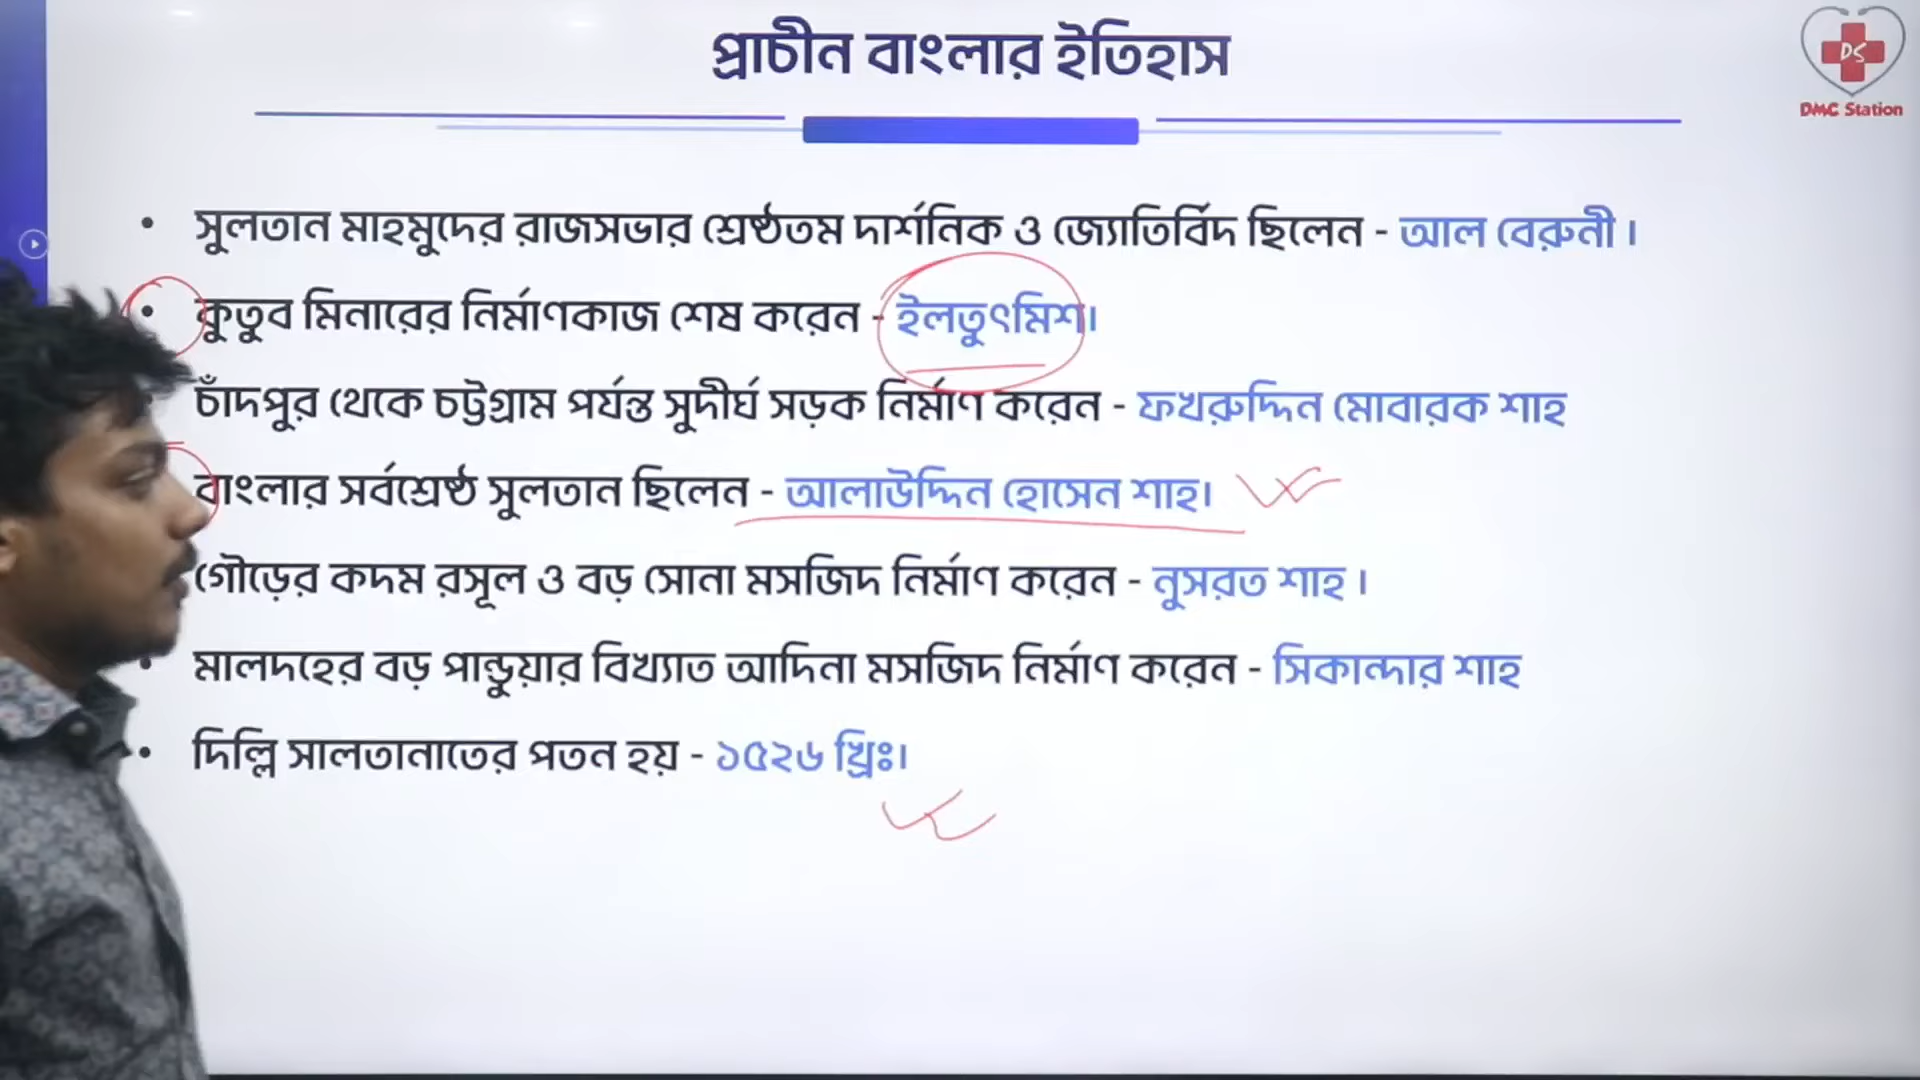 প্রাচীন বাংলার ইতিহাস
DS
DMC Station
• সুলতান মাহমুদের রাজসভার শ্রেষ্ঠতম দার্শনিক ও জ্যোতির্বিদ ছিলেন - আল বেরুনী ।
• কুতুব মিনারের নির্মাণকাজ শেষ করেন - ইলতুৎমিশ।
চাঁদপুর থেকে চট্টগ্রাম পর্যন্ত সুদীর্ঘ সড়ক নির্মাণ করেন - ফখরুদ্দিন মোবারক শাহ
বাংলার সর্বশ্রেষ্ঠ সুলতান ছিলেন - আলাউদ্দিন হোসেন শাহ।
গৌড়ের কদম রসূল ও বড় সোনা মসজিদ নির্মাণ করেন - নুসরত শাহ ।
• মালদহের বড় পান্ডুয়ার বিখ্যাত আদিনা মসজিদ নির্মাণ করেন - সিকান্দার শাহ
• দিল্লি সালতানাতের পতন হয় - ১৫২৬ খ্রিঃ।